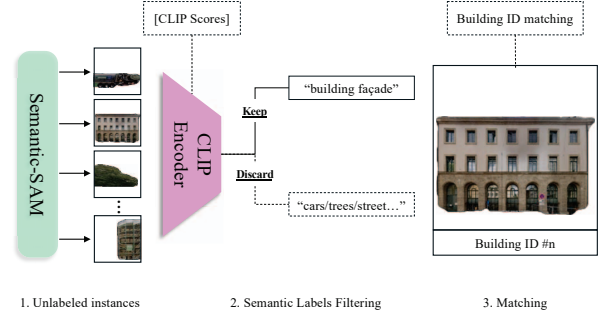 [CLIP Scores]
Building ID matching
Semantic-SAM
CLIP
Encoder
“building façade”
Keep
Discard
“cars/trees/street…”
Building ID #n
1. Unlabeled instances
2. Semantic Labels Filtering
3. Matching